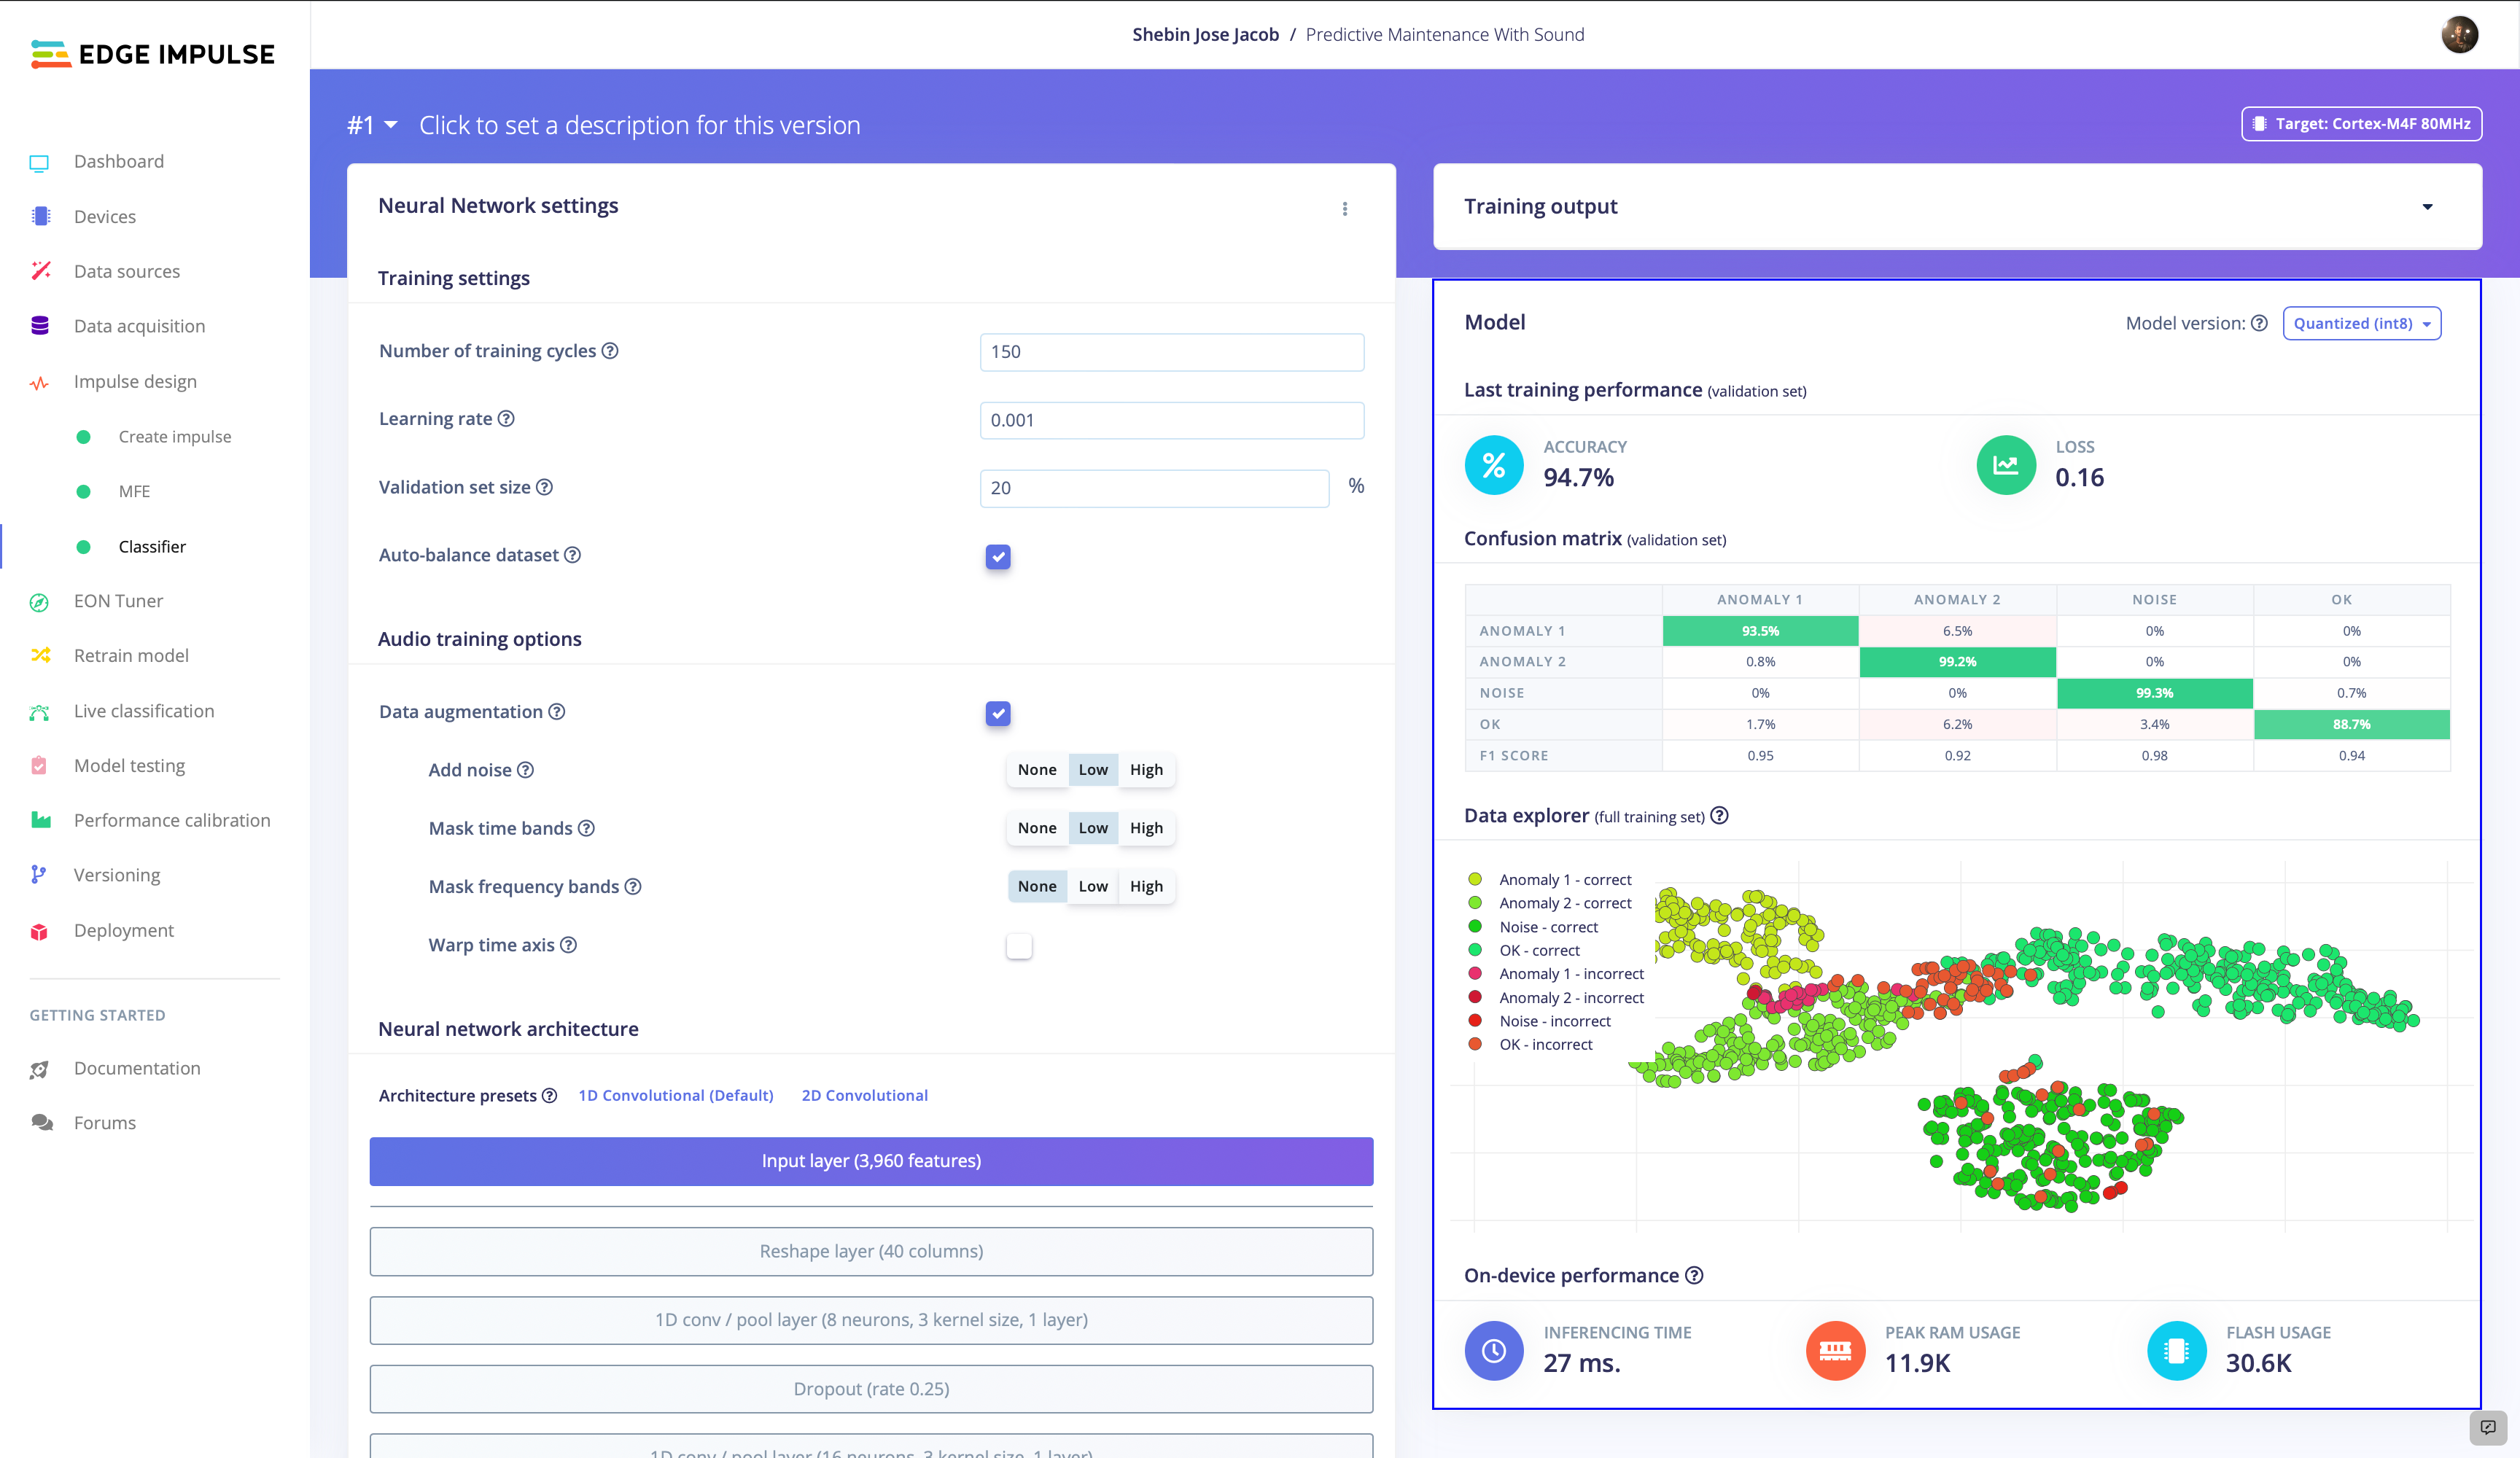 EDGE IMPULSE
Shebin Jose Jacob / Predictive Maintenance With Sound
Dashboard
Devices
Data sources
Data acquisition
Impulse design
Create impulse
MFE
Classifier
EON Tuner
Retrain model
Live classification
Model testing
Performance calibration
Versioning
Deployment
GETTING STARTED
Documentation
Forums
#1 Click to set a description for this version
Target: Cortex-M4F 80MHz
Neural Network settings
Training settings
Number of training cycles ? 150
Learning rate ? 0.001
Validation set size ? 20 %
Auto-balance dataset ?
Audio training options
Data augmentation ?
Add noise ? None Low High
Mask time bands ? None Low High
Mask frequency bands ? None Low High
Warp time axis ?
Neural network architecture
Architecture presets ? 1D Convolutional (Default) 2D Convolutional
Input layer (3,960 features)
Reshape layer (40 columns)
1D conv / pool layer (8 neurons, 3 kernel size, 1 layer)
Dropout (rate 0.25)
1D conv / pool layer (16 neurons, 3 kernel size, 1 layer)
Training output
Model
Model version: ? Quantized (int8)
Last training performance (validation set)
% ACCURACY
94.7%
LOSS
0.16
Confusion matrix (validation set)
ANOMALY 1 ANOMALY 2 NOISE OK
ANOMALY 1 93.5% 6.5% 0% 0%
ANOMALY 2 0.8% 99.2% 0% 0%
NOISE 0% 0% 99.3% 0.7%
OK 1.7% 6.2% 3.4% 88.7%
F1 SCORE 0.95 0.92 0.98 0.94
Data explorer (full training set) ?
Anomaly 1 - correct
Anomaly 2 - correct
Noise - correct
OK - correct
Anomaly 1 - incorrect
Anomaly 2 - incorrect
Noise - incorrect
OK - incorrect
On-device performance ?
INFERENCING TIME
27 ms.
PEAK RAM USAGE
11.9K
FLASH USAGE
30.6K